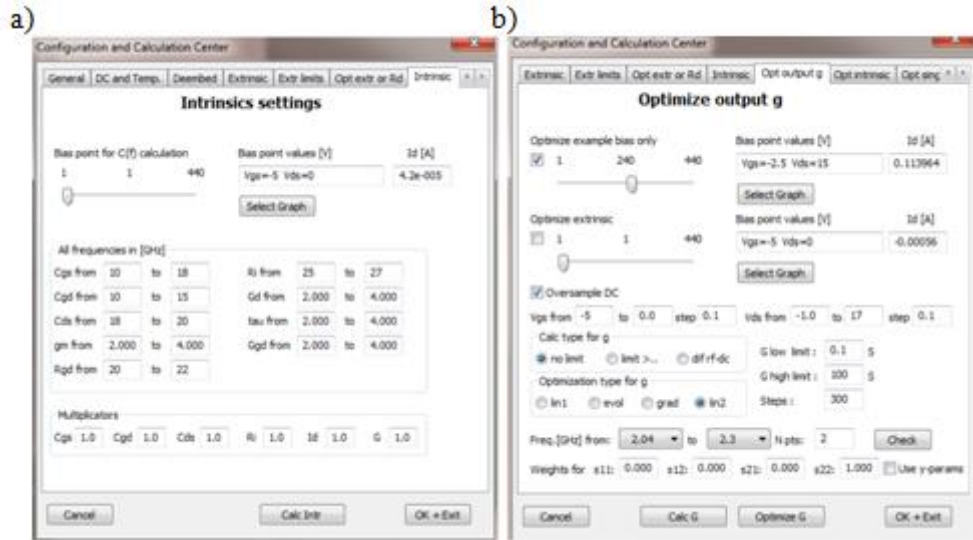 a)
Configuration and Calculation Center
General DC and Temp. Deembed Extrinsic Extr limits Opt extr or Rd Intrinsic
Intrinsics settings
Bias point for C(f) calculation Bias point values [V] Id [A]
1 1 440 Vgs=-5 Vds=0 4.2e-005
Select Graph
All frequencies in [GHz]
Cgs from 10 to 18 Ri from 25 to 27
Cgd from 10 to 15 Gd from 2.000 to 4.000
Cds from 18 to 20 tau from 2.000 to 4.000
gm from 2.000 to 4.000 Ggd from 2.000 to 4.000
Rgd from 20 to 22
Multiplicators
Cgs 1.0 Cgd 1.0 Cds 1.0 Ri 1.0 Id 1.0 G 1.0
Cancel Calc Intr OK + Exit
b)
Configuration and Calculation Center
Extrinsic Extr limits Opt extr or Rd Intrinsic Opt output g Opt intrinsic Opt sing
Optimize output g
Optimize example bias only Bias point values [V] Id [A]
1 240 440 Vgs=-2.5 Vds=15 0.113964
Select Graph
Optimize extrinsic Bias point values [V] Id [A]
1 1 440 Vgs=-5 Vds=0 -0.00056
Select Graph
Oversample DC
Vgs from -5 to 0.0 step 0.1 Vds from -1.0 to 17 step 0.1
Calc type for g
no limit limit >.. dif rf-dc
G low limit : 0.1 S
G high limit : 100 S
Optimization type for g
lin1 evol grad lin2
Steps : 300
Freq.[GHz] from: 2.04 to 2.3 N.pts: 2 Check
Weights for s11: 0.000 s12: 0.000 s21: 0.000 s22: 1.000 Use y-params
Cancel Calc G Optimize G OK + Exit